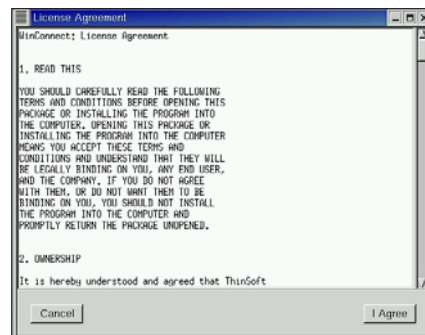 License Agreement
WinConnect: License Agreement
1. READ THIS
YOU SHOULD CAREFULLY READ THE FOLLOWING
TERMS AND CONDITIONS BEFORE OPENING THIS
PACKAGE OR INSTALLING THE PROGRAM INTO
THE COMPUTER. OPENING THIS PACKAGE OR
INSTALLING THE PROGRAM INTO THE COMPUTER
MEANS YOU ACCEPT THESE TERMS AND
CONDITIONS AND UNDERSTAND THAT THEY WILL
BE LEGALLY BINDING ON YOU, ANY END USER,
AND THE COMPANY. IF YOU DO NOT AGREE
WITH THEM, OR DO NOT WANT THEM TO BE
BINDING ON YOU, YOU SHOULD NOT INSTALL
THE PROGRAM INTO THE COMPUTER AND
PROMPTLY RETURN THE PACKAGE UNOPENED.
2. OWNERSHIP
It is hereby understood and agreed that ThinSoft
Cancel
I Agree